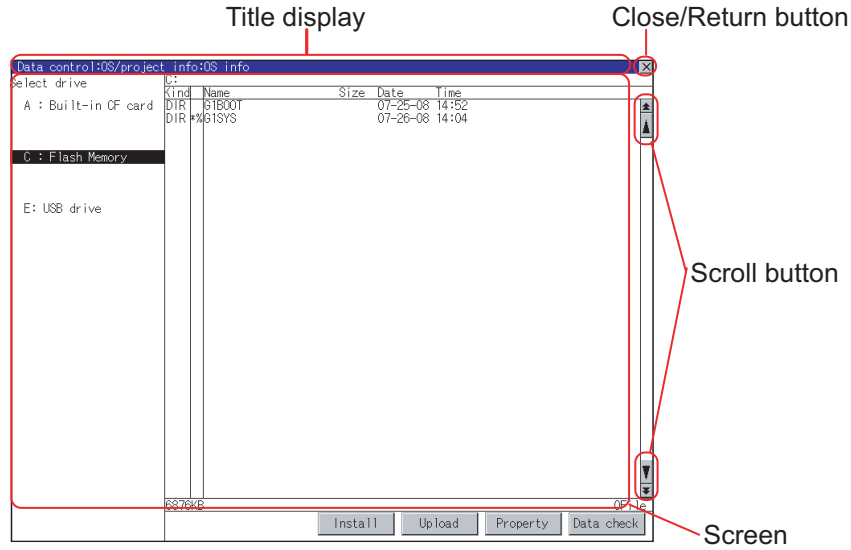 Title display
Close/Return button
Data control:OS/project info:OS info
Select drive
C:
Kind Name Size Date Time
A : Built-in CF card
DIR G1BOOT 07-25-08 14:52
DIR *%G1SYS 07-26-08 14:04
C : Flash Memory
E: USB drive
Scroll button
6876KB 0File
Install Upload Property Data check
Screen